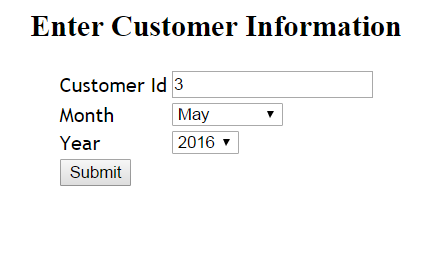 Enter Customer Information
Customer Id 3
Month May
Year 2016
Submit